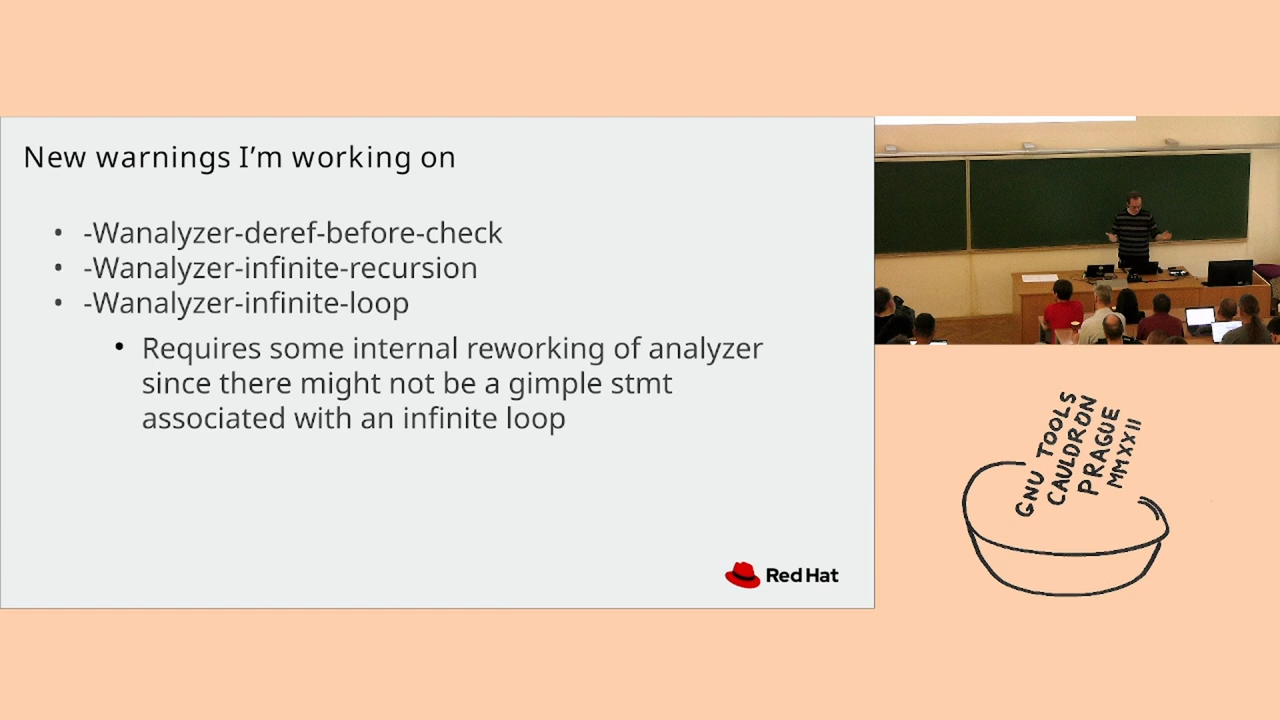 New warnings I’m working on
• -Wanalyzer-deref-before-check
• -Wanalyzer-infinite-recursion
• -Wanalyzer-infinite-loop
• Requires some internal reworking of analyzer
since there might not be a gimple stmt
associated with an infinite loop
Red Hat
GNU TOOLS
CAULDRON
PRAGUE
MMXXII